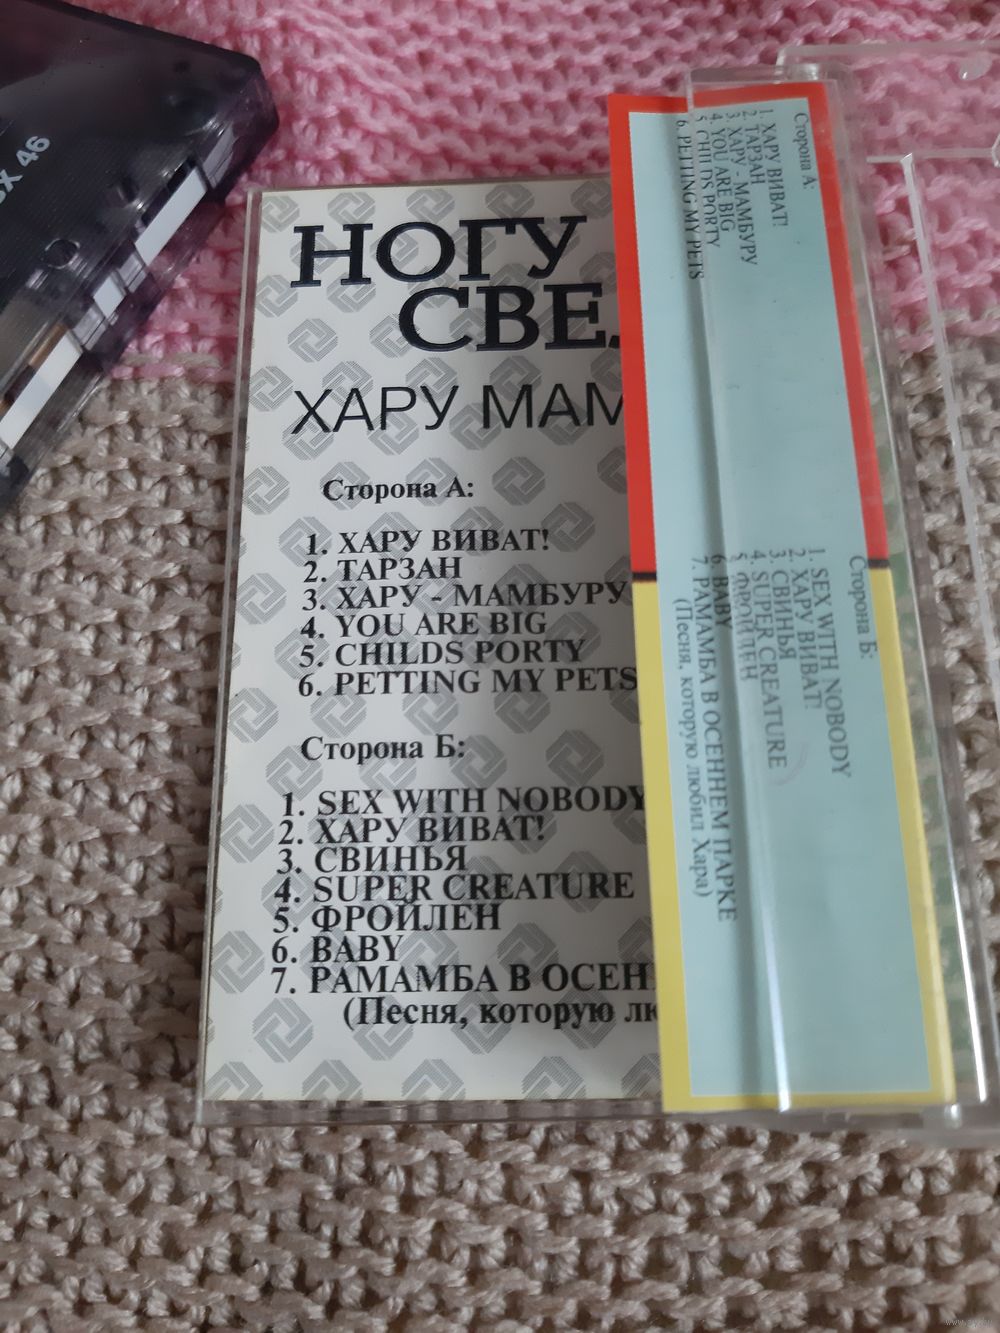 X 46
НОГУ
СВЕ
ХАРУ МАМ
Сторона А:
1. ХАРУ ВИВАТ!
2. ТАРЗАН
3. ХАРУ - МАМБУРУ
4. YOU ARE BIG
5. CHILDS PORTY
6. PETTING MY PETS
Сторона Б:
1. SEX WITH NOBODY
2. ХАРУ ВИВАТ!
3. СВИНЬЯ
4. SUPER CREATURE
5. ФРОЙЛЕН
6. BABY
7. РАМАМБА В ОСЕН
(Песня, которую лю
Сторона А:
1. ХАРУ ВИВАТ!
2. ТАРЗАН
3. ХАРУ - МАМБУРУ
4. YOU ARE BIG
5. CHILDS PORTY
6. PETTING MY PETS
Сторона Б:
1. SEX WITH NOBODY
2. ХАРУ ВИВАТ!
3. СВИНЬЯ
4. SUPER CREATURE
5. ФРОЙЛЕН
6. BABY
7. РАМАМБА В ОСЕННЕМ ПАРКЕ
(Песня, которую любил Хара)